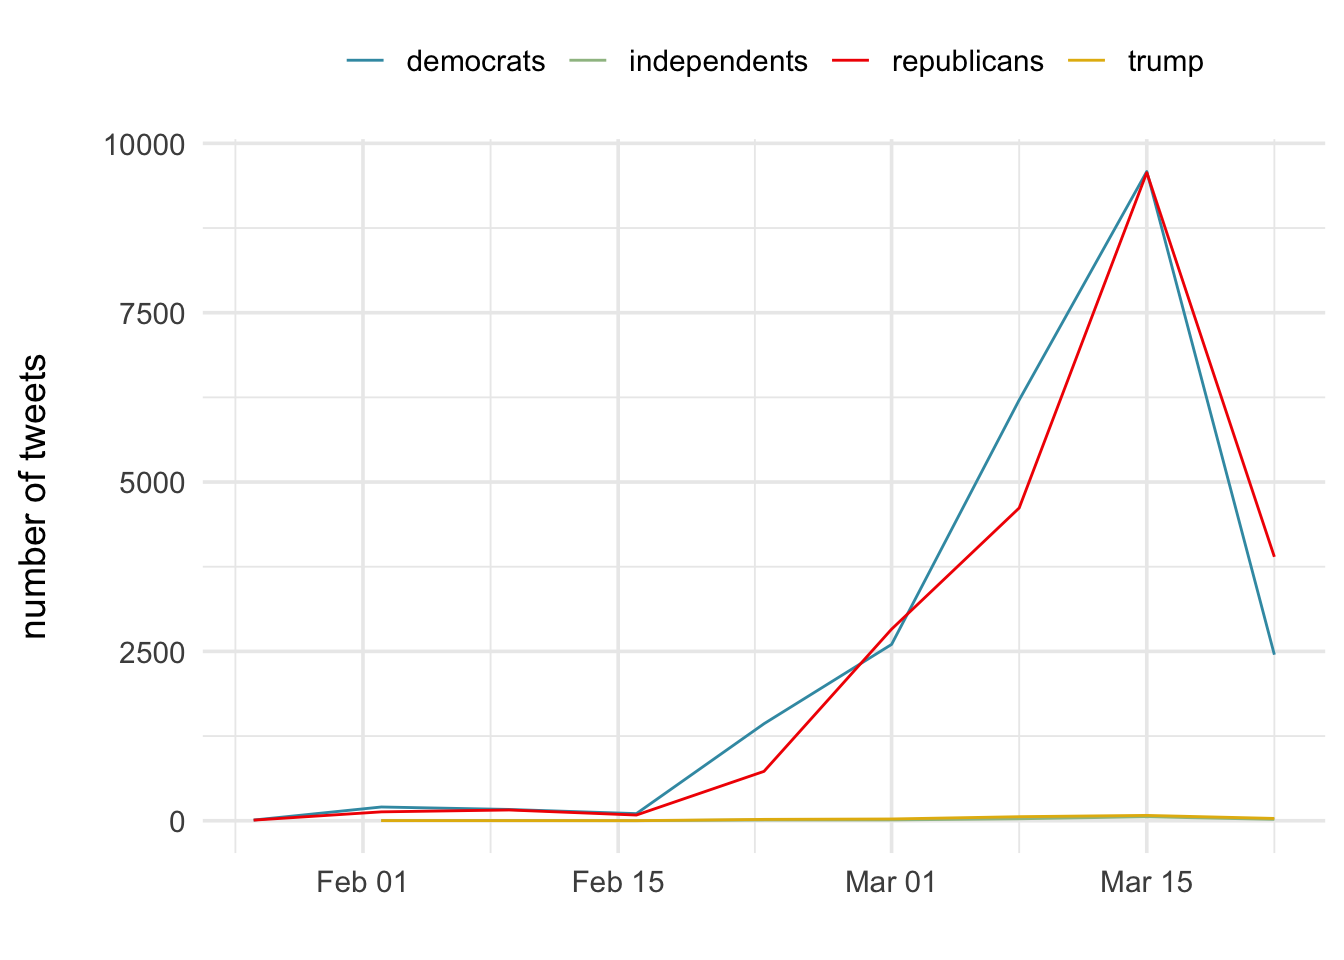 democrats independents republicans trump
10000
7500
5000
2500
0
number of tweets
Feb 01 Feb 15 Mar 01 Mar 15